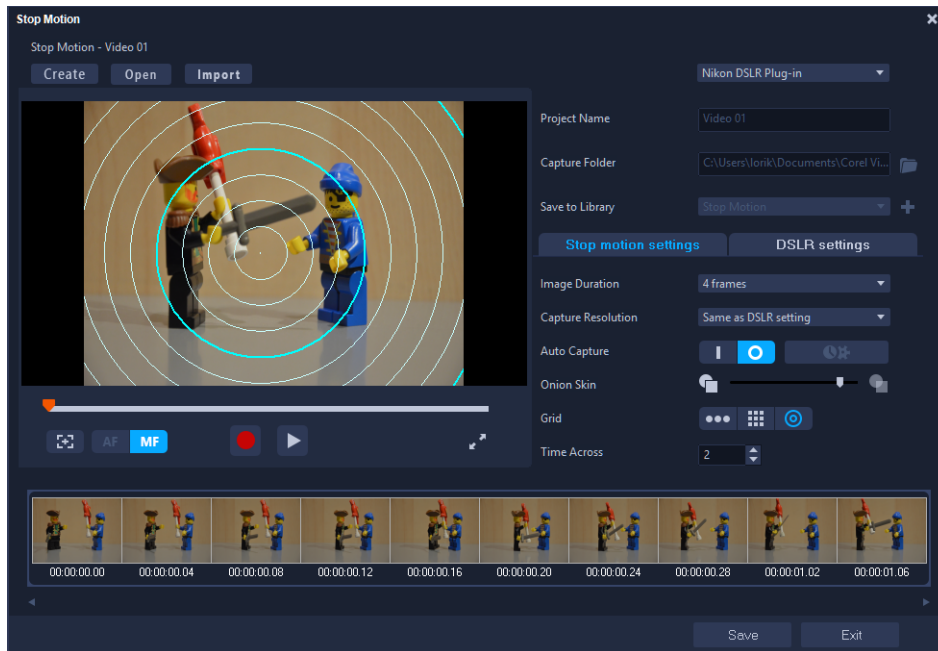 Stop Motion
Stop Motion - Video 01
Create Open Import
Nikon DSLR Plug-in
Project Name Video 01
Capture Folder C:\Users\lorik\Documents\Corel Vi...
Save to Library Stop Motion
Stop motion settings DSLR settings
Image Duration 4 frames
Capture Resolution Same as DSLR setting
Auto Capture
Onion Skin
Grid
Time Across 2
AF MF
00:00:00.00 00:00:00.04 00:00:00.08 00:00:00.12 00:00:00.16 00:00:00.20 00:00:00.24 00:00:00.28 00:00:01.02 00:00:01.06
Save Exit